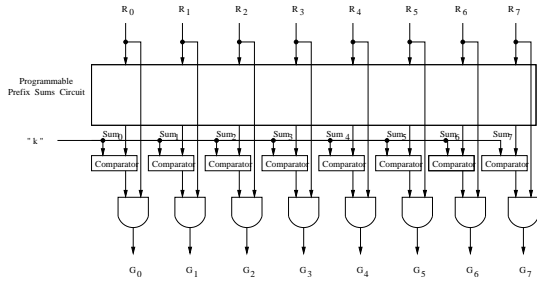 R0 R1 R2 R3 R4 R5 R6 R7
Programmable
Prefix Sums Circuit
Sum0 Sum1 Sum2 Sum3 Sum4 Sum5 Sum6 Sum7
"k"
Comparator Comparator Comparator Comparator Comparator Comparator Comparator Comparator
G0 G1 G2 G3 G4 G5 G6 G7